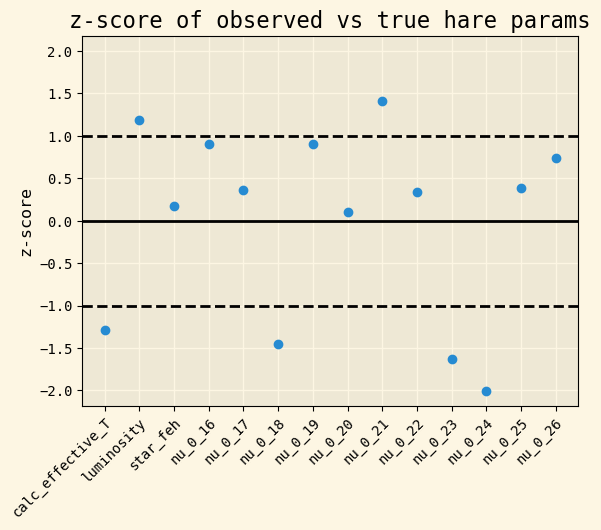 z-score of observed vs true hare params
2.0
1.5
1.0
0.5
0.0
−0.5
−1.0
−1.5
−2.0
z-score
calc_effective_T
luminosity
star_feh
nu_0_16
nu_0_17
nu_0_18
nu_0_19
nu_0_20
nu_0_21
nu_0_22
nu_0_23
nu_0_24
nu_0_25
nu_0_26